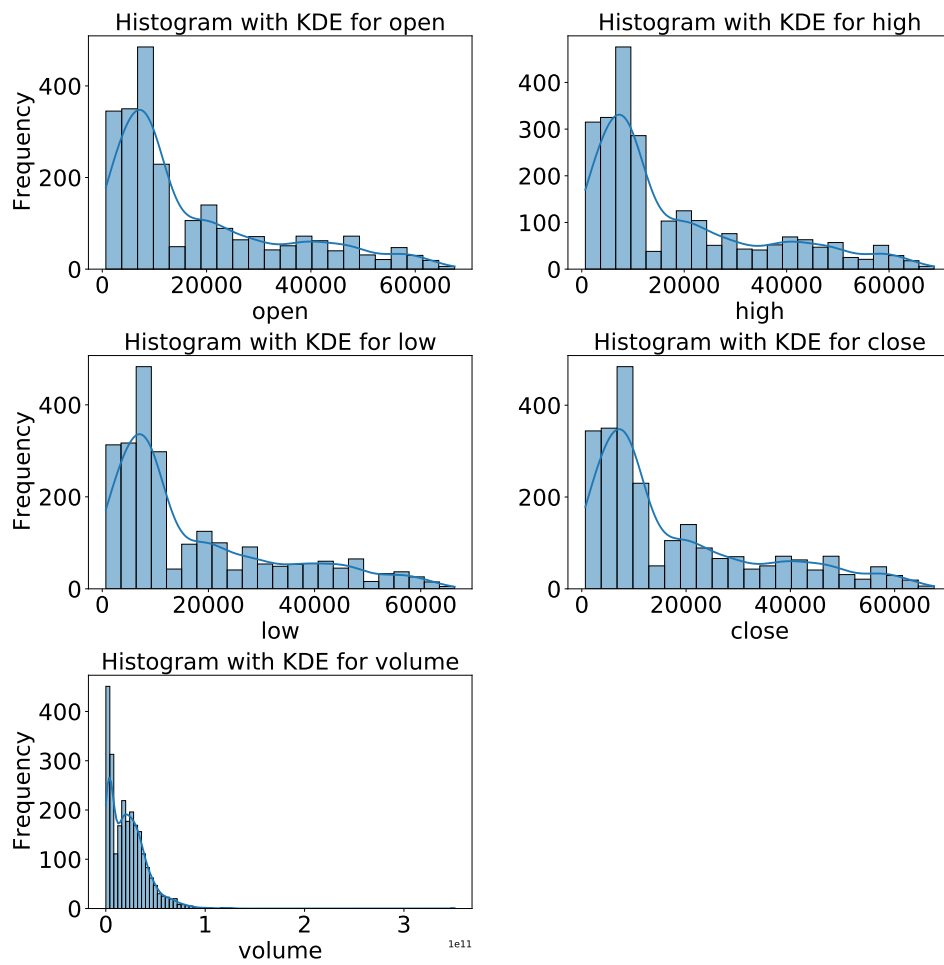 Histogram with KDE for open
Frequency
400
200
0
0 20000 40000 60000
open
Histogram with KDE for high
400
300
200
100
0
0 20000 40000 60000
high
Histogram with KDE for low
Frequency
400
200
0
0 20000 40000 60000
low
Histogram with KDE for close
400
200
0
0 20000 40000 60000
close
Histogram with KDE for volume
Frequency
400
300
200
100
0
0 1 2 3
1e11
volume